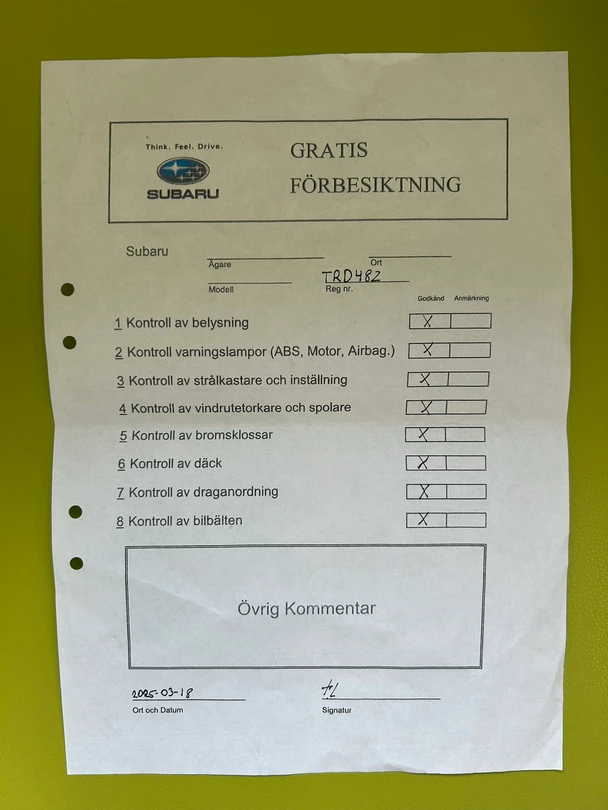 Think. Feel. Drive.
SUBARU
GRATIS
FÖRBESIKTNING
Subaru
Ägare
Ort
TRD482
Modell
Reg nr.
Godkänd Anmärkning
1 Kontroll av belysning X
2 Kontroll varningslampor (ABS, Motor, Airbag.) X
3 Kontroll av strålkastare och inställning X
4 Kontroll av vindrutetorkare och spolare X
5 Kontroll av bromsklossar X
6 Kontroll av däck X
7 Kontroll av draganordning X
8 Kontroll av bilbälten X
Övrig Kommentar
2025-03-18
Ort och Datum
Signatur